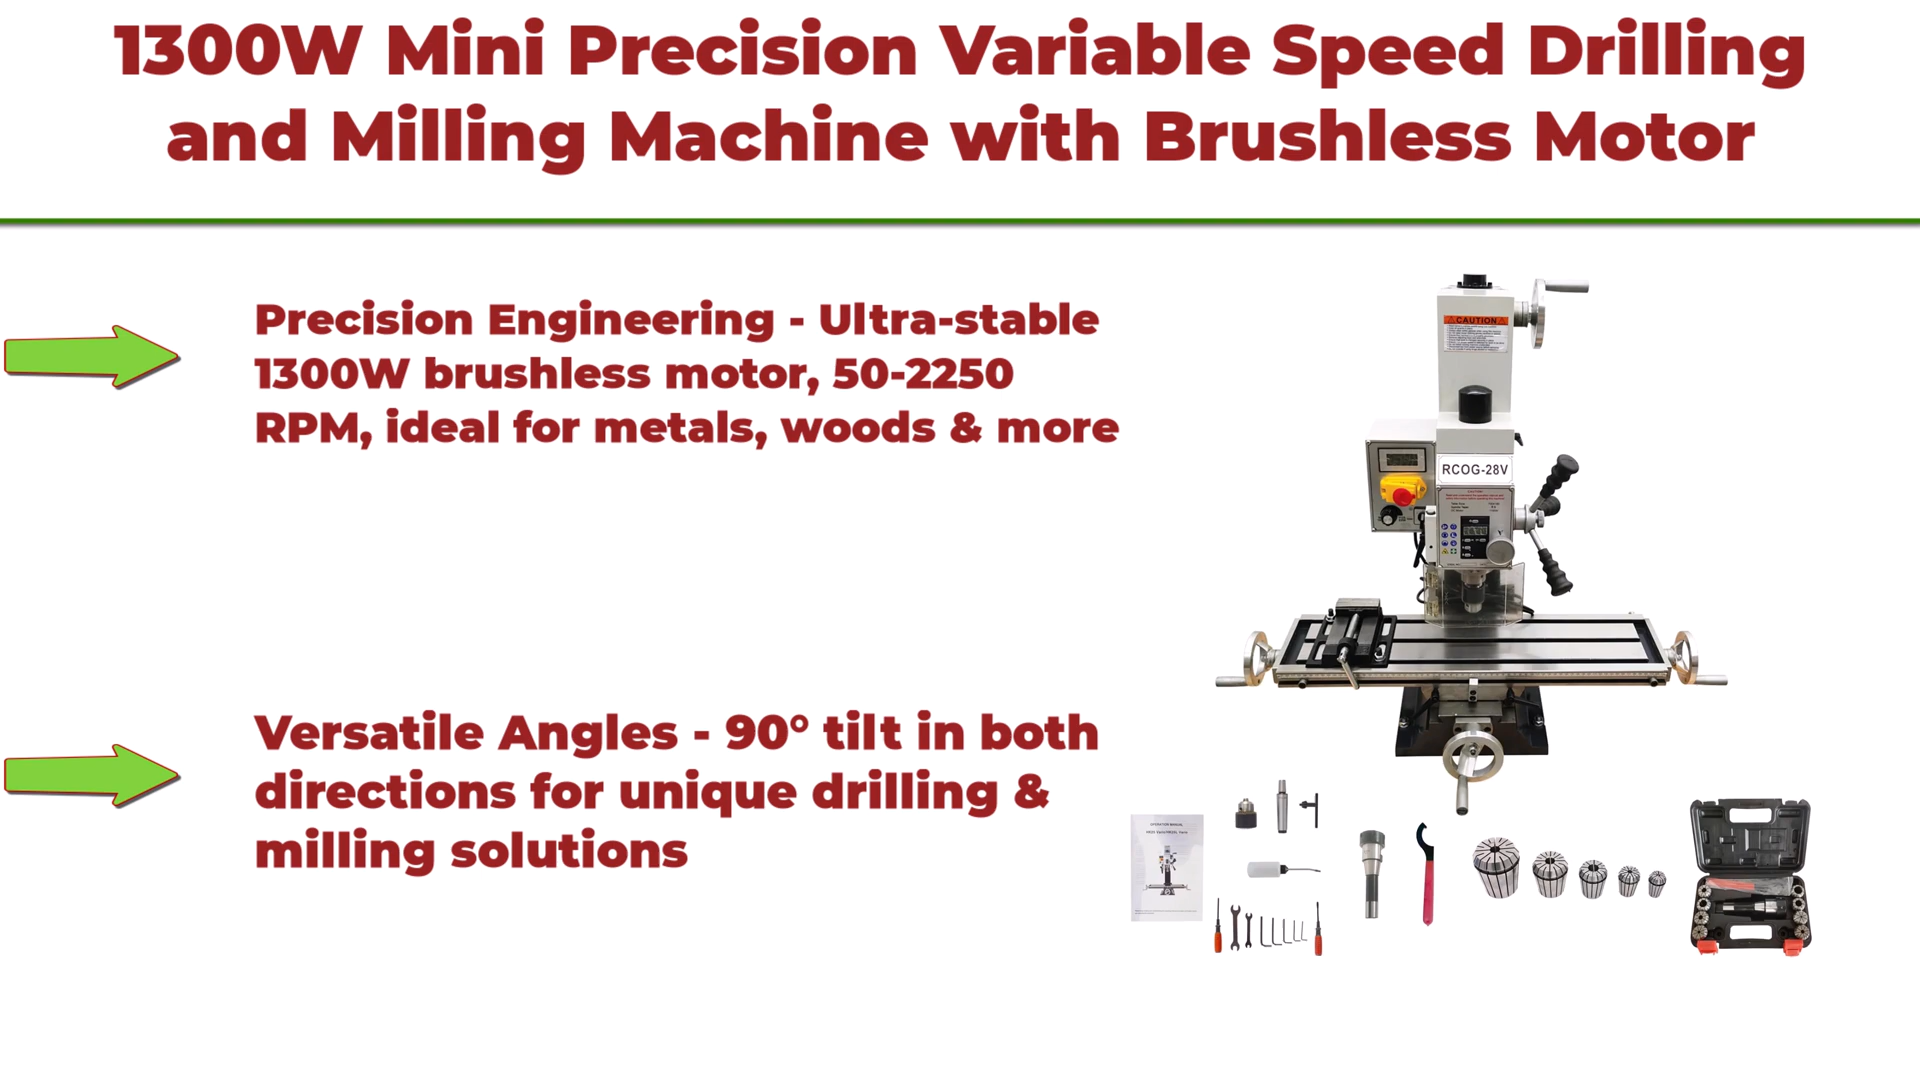 1300W Mini Precision Variable Speed Drilling
and Milling Machine with Brushless Motor
Precision Engineering - Ultra-stable
1300W brushless motor, 50-2250
RPM, ideal for metals, woods & more
Versatile Angles - 90° tilt in both
directions for unique drilling &
milling solutions
CAUTION
RCOG-28V
OPERATION MANUAL